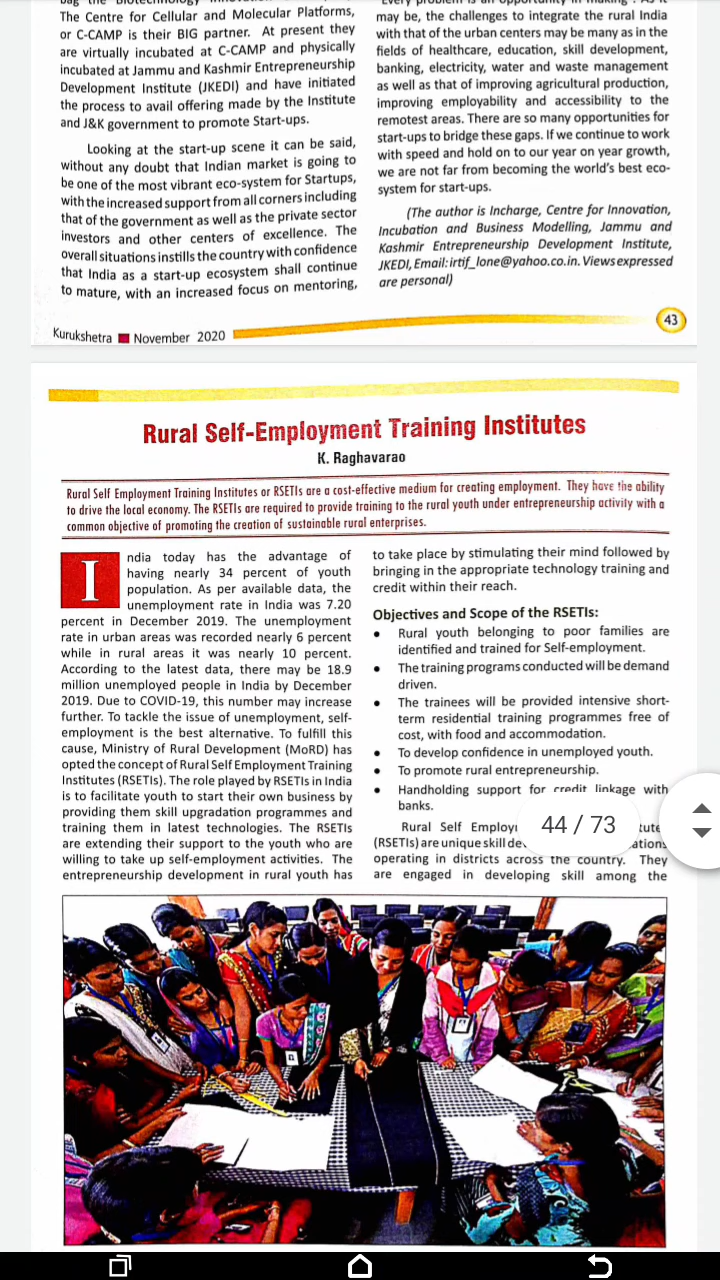 The Centre for Cellular and Molecular Platforms,
or C-CAMP is their BIG partner. At present they
are virtually incubated at C-CAMP and physically
incubated at Jammu and Kashmir Entrepreneurship
Development Institute (JKEDI) and have initiated
the process to avail offering made by the Institute
and J&K government to promote Start-ups.
Looking at the start-up scene it can be said,
without any doubt that Indian market is going to
be one of the most vibrant eco-system for Startups,
with the increased support from all corners including
that of the government as well as the private sector
investors and other centers of excellence. The
overall situations instills the country with confidence
that India as a start-up ecosystem shall continue
to mature, with an increased focus on mentoring,
may be, the challenges to integrate the rural India
with that of the urban centers may be many as in the
fields of healthcare, education, skill development,
banking, electricity, water and waste management
as well as that of improving agricultural production,
improving employability and accessibility to the
remotest areas. There are so many opportunities for
start-ups to bridge these gaps. If we continue to work
with speed and hold on to our year on year growth,
we are not far from becoming the world's best eco-
system for start-ups.
(The author is Incharge, Centre for Innovation,
Incubation and Business Modelling, Jammu and
Kashmir Entrepreneurship Development Institute,
JKEDI, Email: irtif_lone@yahoo.co.in. Views expressed
are personal)
Kurukshetra November 2020
43
Rural Self-Employment Training Institutes
K. Raghavarao
Rural Self Employment Training Institutes or RSETIs are a cost-effective medium for creating employment. They have the ability
to drive the local economy. The RSETIs are required to provide training to the rural youth under entrepreneurship activity with a
common objective of promoting the creation of sustainable rural enterprises.
India today has the advantage of
having nearly 34 percent of youth
population. As per available data, the
unemployment rate in India was 7.20
percent in December 2019. The unemployment
rate in urban areas was recorded nearly 6 percent
while in rural areas it was nearly 10 percent.
According to the latest data, there may be 18.9
million unemployed people in India by December
2019. Due to COVID-19, this number may increase
further. To tackle the issue of unemployment, self-
employment is the best alternative. To fulfill this
cause, Ministry of Rural Development (MoRD) has
opted the concept of Rural Self Employment Training
Institutes (RSETIs). The role played by RSETIs in India
is to facilitate youth to start their own business by
providing them skill upgradation programmes and
training them in latest technologies. The RSETIs
are extending their support to the youth who are
willing to take up self-employment activities. The
entrepreneurship development in rural youth has
to take place by stimulating their mind followed by
bringing in the appropriate technology training and
credit within their reach.
Objectives and Scope of the RSETIs:
• Rural youth belonging to poor families are
identified and trained for Self-employment.
• The training programs conducted will be demand
driven.
• The trainees will be provided intensive short-
term residential training programmes free of
cost, with food and accommodation.
• To develop confidence in unemployed youth.
• To promote rural entrepreneurship.
• Handholding support for credit linkage with
banks.
Rural Self
(RSETIs) are unique skill
operating in districts across the country. They
are engaged in developing skill among the
44 / 73